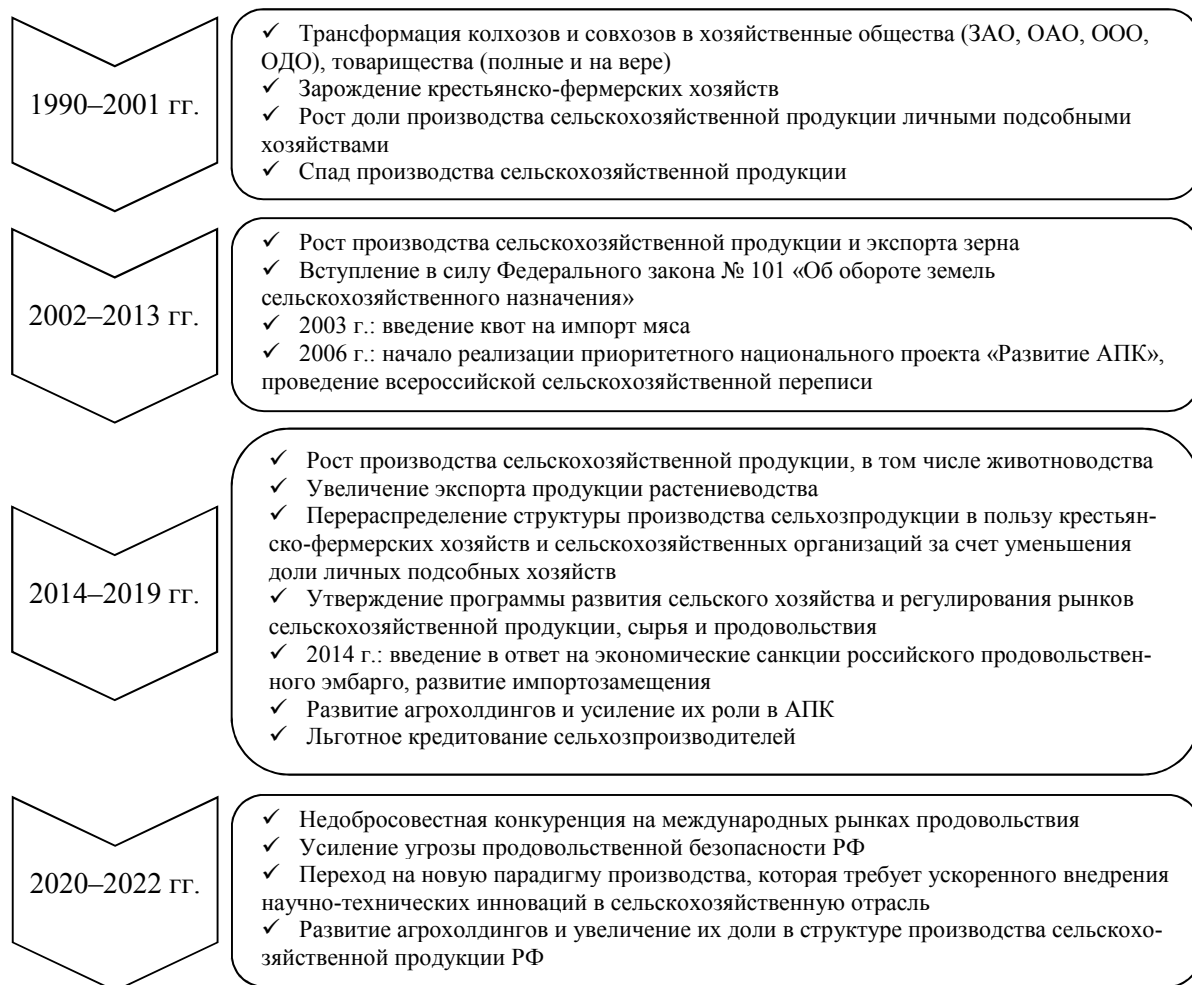 1990–2001 гг.
✓ Трансформация колхозов и совхозов в хозяйственные общества (ЗАО, ОАО, ООО,
ОДО), товарищества (полные и на вере)
✓ Зарождение крестьянско-фермерских хозяйств
✓ Рост доли производства сельскохозяйственной продукции личными подсобными
хозяйствами
✓ Спад производства сельскохозяйственной продукции
2002–2013 гг.
✓ Рост производства сельскохозяйственной продукции и экспорта зерна
✓ Вступление в силу Федерального закона № 101 «Об обороте земель
сельскохозяйственного назначения»
✓ 2003 г.: введение квот на импорт мяса
✓ 2006 г.: начало реализации приоритетного национального проекта «Развитие АПК»,
проведение всероссийской сельскохозяйственной переписи
2014–2019 гг.
✓ Рост производства сельскохозяйственной продукции, в том числе животноводства
✓ Увеличение экспорта продукции растениеводства
✓ Перераспределение структуры производства сельхозпродукции в пользу крестьян-
ско-фермерских хозяйств и сельскохозяйственных организаций за счет уменьшения
доли личных подсобных хозяйств
✓ Утверждение программы развития сельского хозяйства и регулирования рынков
сельскохозяйственной продукции, сырья и продовольствия
✓ 2014 г.: введение в ответ на экономические санкции российского продовольствен-
ного эмбарго, развитие импортозамещения
✓ Развитие агрохолдингов и усиление их роли в АПК
✓ Льготное кредитование сельхозпроизводителей
2020–2022 гг.
✓ Недобросовестная конкуренция на международных рынках продовольствия
✓ Усиление угрозы продовольственной безопасности РФ
✓ Переход на новую парадигму производства, которая требует ускоренного внедрения
научно-технических инноваций в сельскохозяйственную отрасль
✓ Развитие агрохолдингов и увеличение их доли в структуре производства сельскохо-
зяйственной продукции РФ